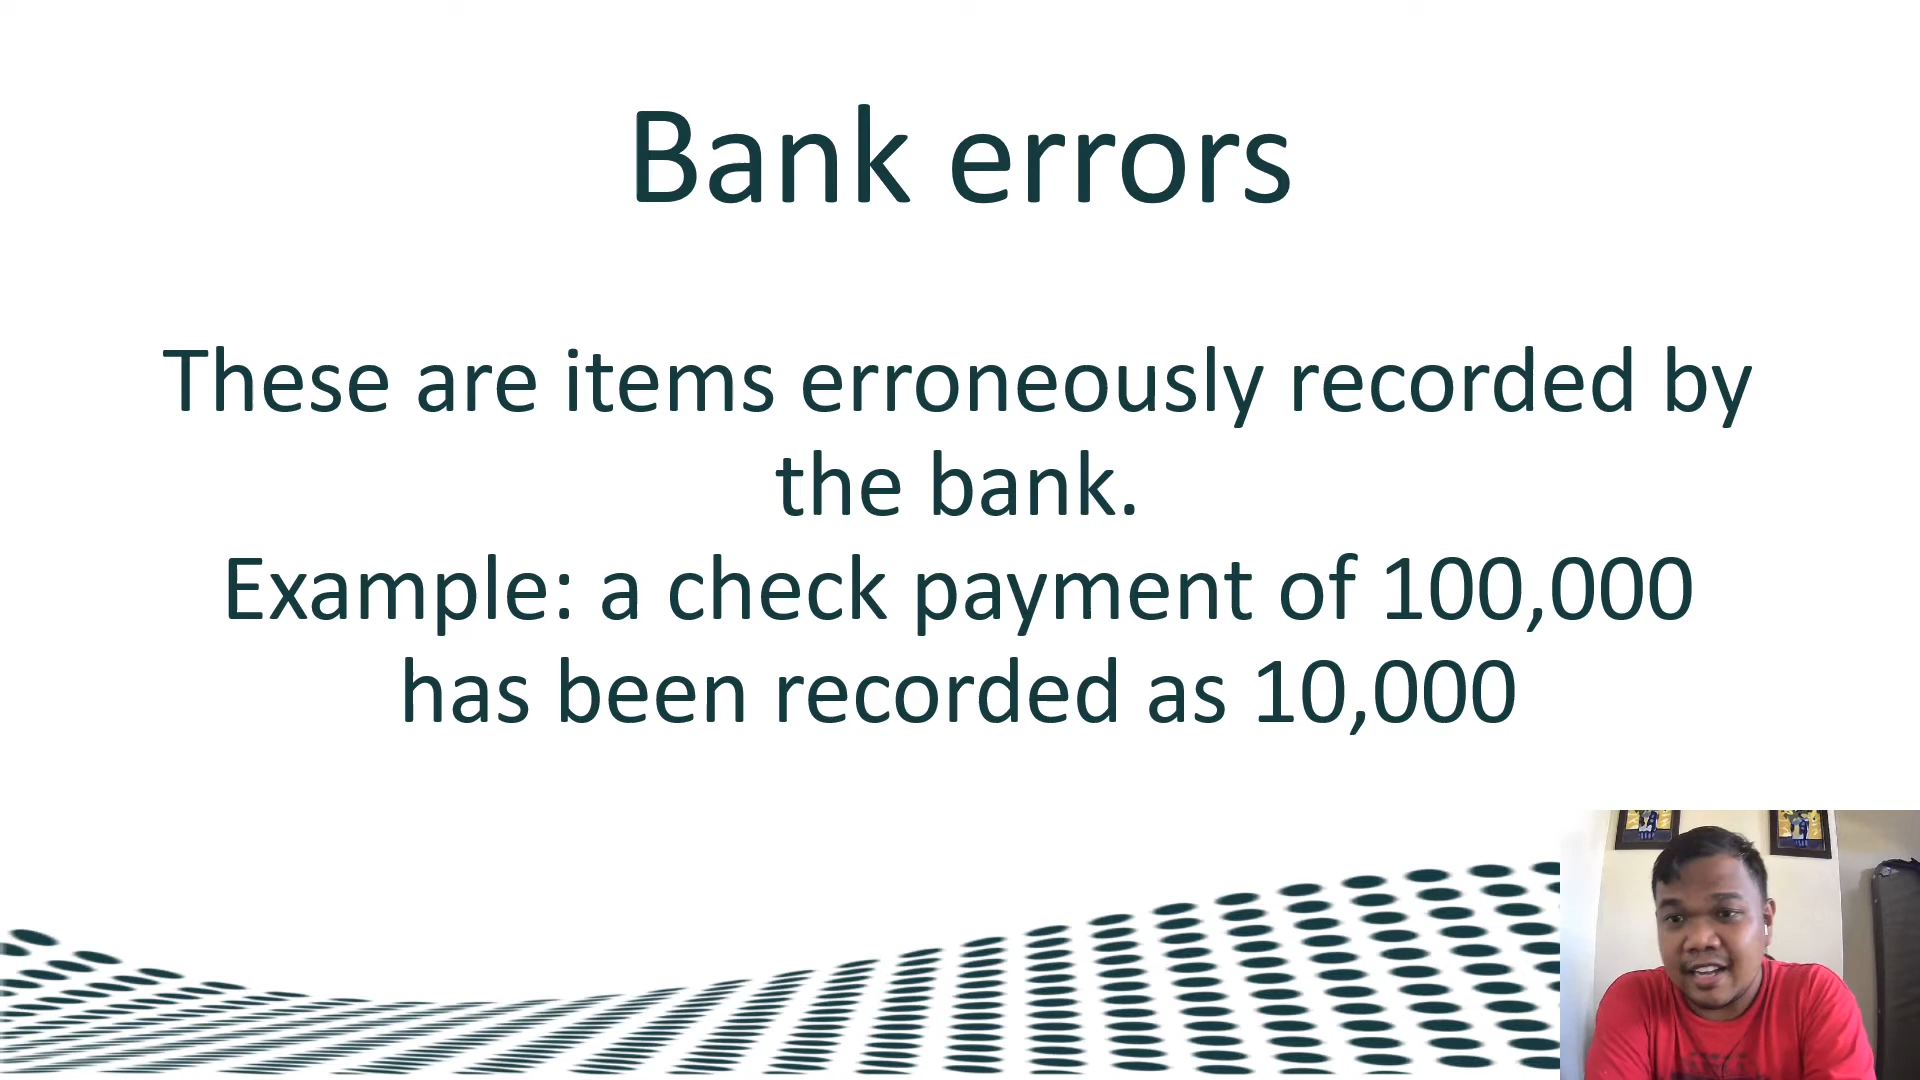 Bank errors
These are items erroneously recorded by
the bank.
Example: a check payment of 100,000
has been recorded as 10,000